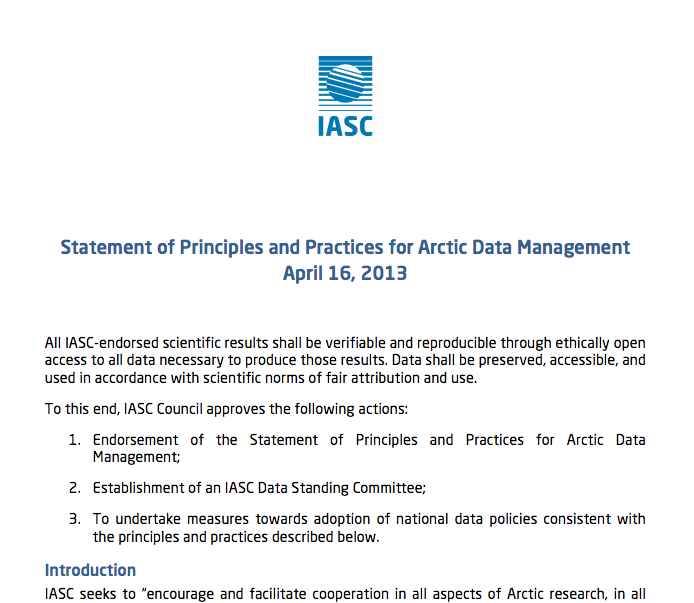 IASC
Statement of Principles and Practices for Arctic Data Management
April 16, 2013
All IASC-endorsed scientific results shall be verifiable and reproducible through ethically open
access to all data necessary to produce those results. Data shall be preserved, accessible, and
used in accordance with scientific norms of fair attribution and use.
To this end, IASC Council approves the following actions:
1. Endorsement of the Statement of Principles and Practices for Arctic Data
Management;
2. Establishment of an IASC Data Standing Committee;
3. To undertake measures towards adoption of national data policies consistent with
the principles and practices described below.
Introduction
IASC seeks to “encourage and facilitate cooperation in all aspects of Arctic research, in all